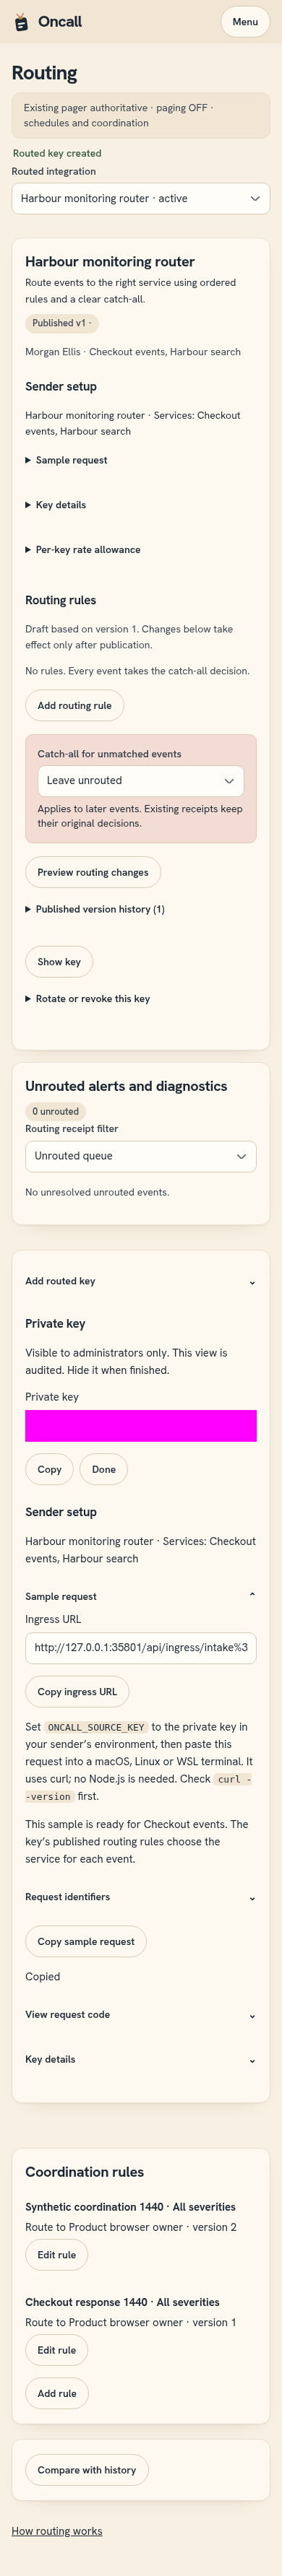 Oncall
Menu
Routing
Existing pager authoritative · paging OFF ·
schedules and coordination
Routed key created
Routed integration
Harbour monitoring router · active
Harbour monitoring router
Route events to the right service using ordered
rules and a clear catch-all.
Published v1 ·
Morgan Ellis · Checkout events, Harbour search
Sender setup
Harbour monitoring router · Services: Checkout
events, Harbour search
Sample request
Key details
Per-key rate allowance
Routing rules
Draft based on version 1. Changes below take
effect only after publication.
No rules. Every event takes the catch-all decision.
Add routing rule
Catch-all for unmatched events
Leave unrouted
Applies to later events. Existing receipts keep
their original decisions.
Preview routing changes
Published version history (1)
Show key
Rotate or revoke this key
Unrouted alerts and diagnostics
0 unrouted
Routing receipt filter
Unrouted queue
No unresolved unrouted events.
Add routed key
Private key
Visible to administrators only. This view is
audited. Hide it when finished.
Private key
Copy
Done
Sender setup
Harbour monitoring router · Services: Checkout
events, Harbour search
Sample request
Ingress URL
http://127.0.0.1:35801/api/ingress/intake%3
Copy ingress URL
Set ONCALL_SOURCE_KEY to the private key in
your sender's environment, then paste this
request into a macOS, Linux or WSL terminal. It
uses curl; no Node.js is needed. Check curl -
-version first.
This sample is ready for Checkout events. The
key's published routing rules choose the
service for each event.
Request identifiers
Copy sample request
Copied
View request code
Key details
Coordination rules
Synthetic coordination 1440 · All severities
Route to Product browser owner · version 2
Edit rule
Checkout response 1440 · All severities
Route to Product browser owner · version 1
Edit rule
Add rule
Compare with history
How routing works